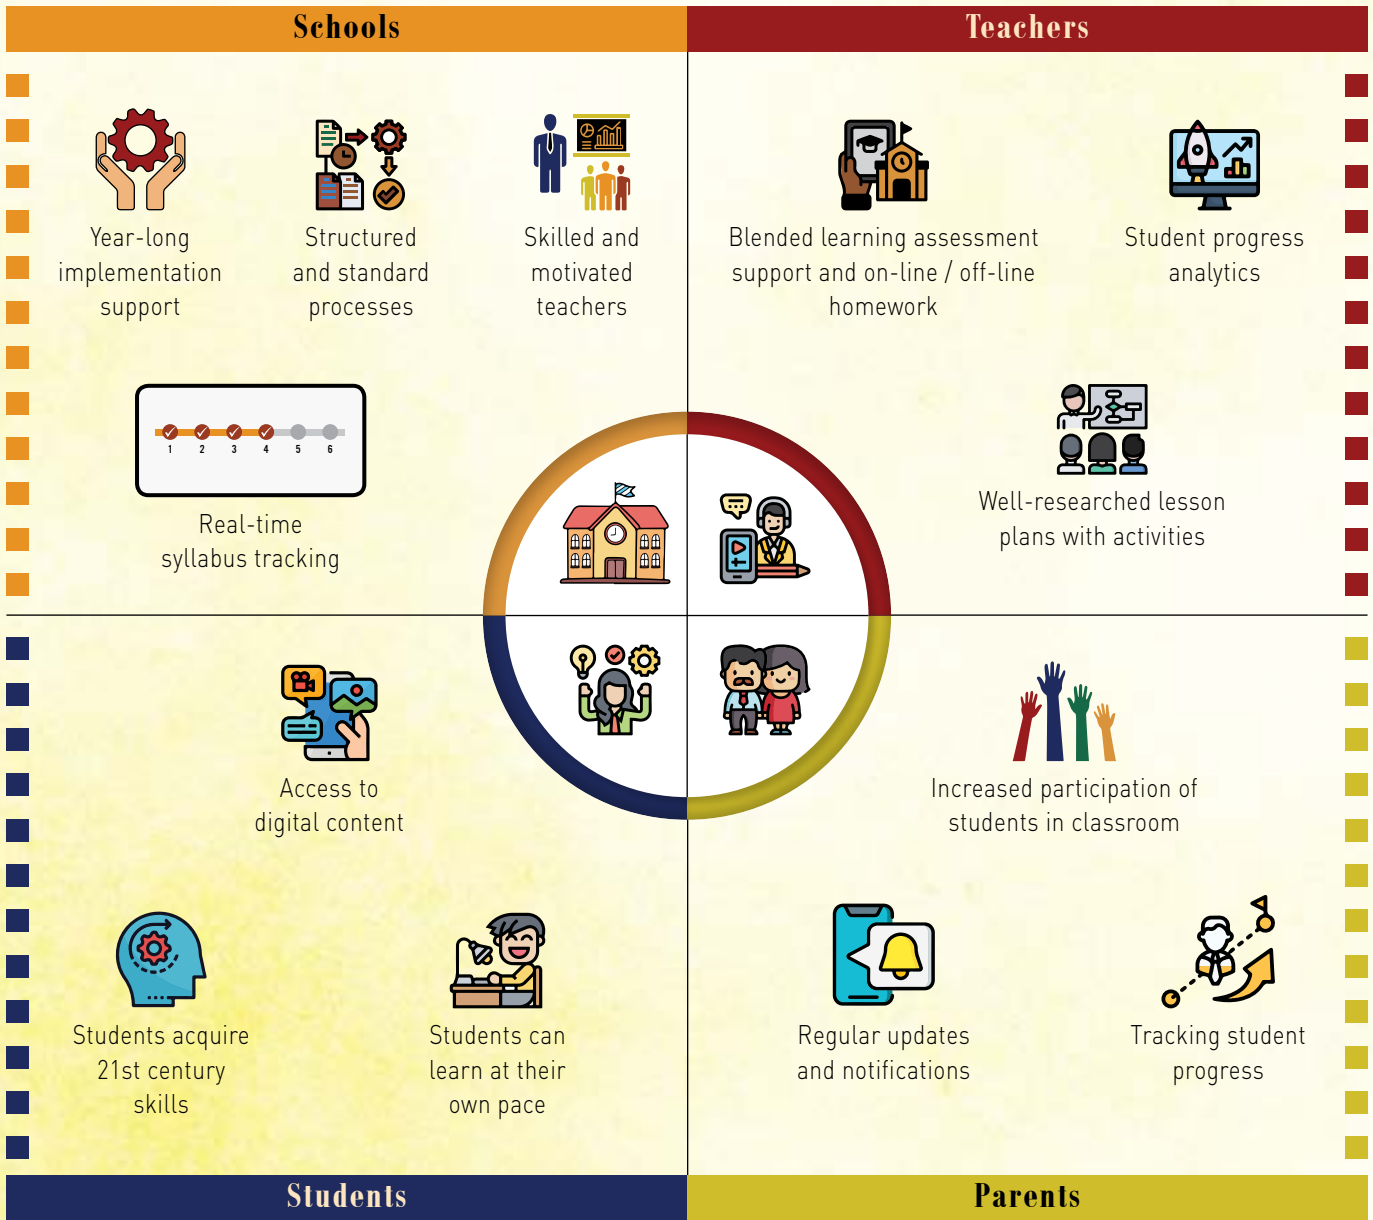 Schools
Teachers
Year-long
implementation
support
Structured
and standard
processes
Skilled and
motivated
teachers
Blended learning assessment
support and on-line / off-line
homework
Student progress
analytics
1 2 3 4 5 6
Real-time
syllabus tracking
Well-researched lesson
plans with activities
Access to
digital content
Increased participation of
students in classroom
Students acquire
21st century
skills
Students can
learn at their
own pace
Regular updates
and notifications
Tracking student
progress
Students
Parents